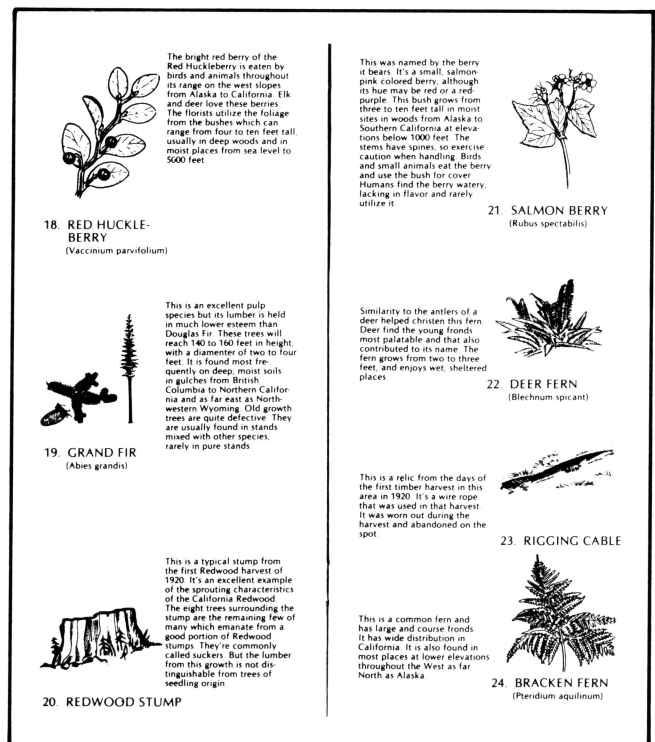 The bright red berry of the
Red Huckleberry is eaten by
birds and animals throughout
its range on the west slopes
from Alaska to California. Elk
and deer love these berries.
The florists utilize the foliage
from the bushes which can
range from four to ten feet tall,
usually in deep woods and in
moist places from sea level to
5000 feet.
18. RED HUCKLE-
BERRY
(Vaccinium parvifolium)
This is an excellent pulp
species but its lumber is held
in much lower esteem than
Douglas Fir. These trees will
reach 140 to 160 feet in height,
with a diamenter of two to four
feet. It is found most fre-
quently on deep, moist soils
in gulches from British
Columbia to Northern Califor-
nia and as far east as North-
western Wyoming. Old growth
trees are quite defective. They
are usually found in stands
mixed with other species,
rarely in pure stands.
19. GRAND FIR
(Abies grandis)
This is a typical stump from
the first Redwood harvest of
1920. It's an excellent example
of the sprouting characteristics
of the California Redwood.
The eight trees surrounding the
stump are the remaining few of
many which emanate from a
good portion of Redwood
stumps. They're commonly
called suckers. But the lumber
from this growth is not dis-
tinguishable from trees of
seedling origin.
20. REDWOOD STUMP
This was named by the berry
it bears. It's a small, salmon-
pink colored berry, although
its hue may be red or a red-
purple. This bush grows from
three to ten feet tall in moist
sites in woods from Alaska to
Southern California at eleva-
tions below 1000 feet. The
stems have spines, so exercise
caution when handling. Birds
and small animals eat the berry
and use the bush for cover.
Humans find the berry watery,
lacking in flavor and rarely
utilize it.
21. SALMON BERRY
(Rubus spectabilis)
Similarity to the antlers of a
deer helped christen this fern.
Deer find the young fronds
most palatable and that also
contributed to its name. The
fern grows from two to three
feet, and enjoys wet, sheltered
places.
22. DEER FERN
(Blechnum spicant)
This is a relic from the days of
the first timber harvest in this
area in 1920. It's a wire rope
that was used in that harvest.
It was worn out during the
harvest and abandoned on the
spot.
23. RIGGING CABLE
This is a common fern and
has large and course fronds.
It has wide distribution in
California. It is also found in
most places at lower elevations
throughout the West as far
North as Alaska.
24. BRACKEN FERN
(Pteridium aquilinum)